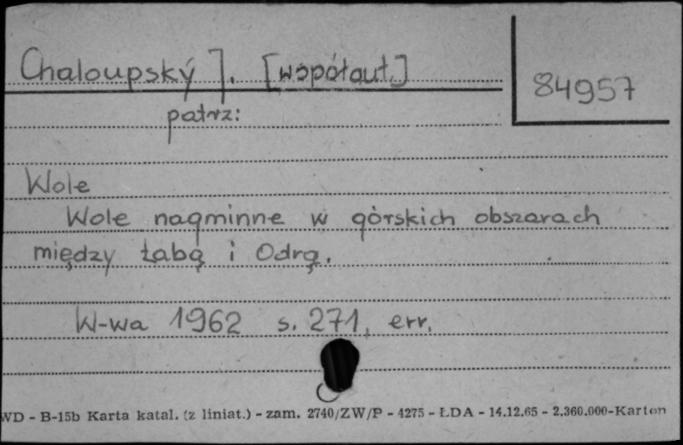 Chaloupský J. [współaut.]
84957
patrz:
Wole
Wole nagminne w górskich obszarach
między Łabą i Odrą.
W-wa 1962 s. 271, err.
WD - B-15b Karta katal. (z liniat.) - zam. 2740/ZW/P - 4275 - ŁDA - 14.12.65 - 2.360.000-Karton